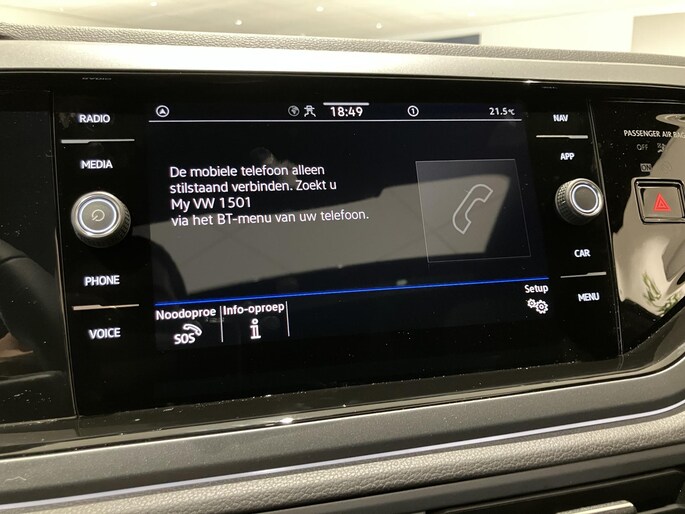 RADIO
MEDIA
PHONE
VOICE
18:49
21.5°C
De mobiele telefoon alleen
stilstaand verbinden. Zoekt u
My VW 1501
via het BT-menu van uw telefoon.
Noodoproe
SOS
Info-oproep
i
Setup
NAV
APP
CAR
MENU
PASSENGER AIR BAG
OFF
ON